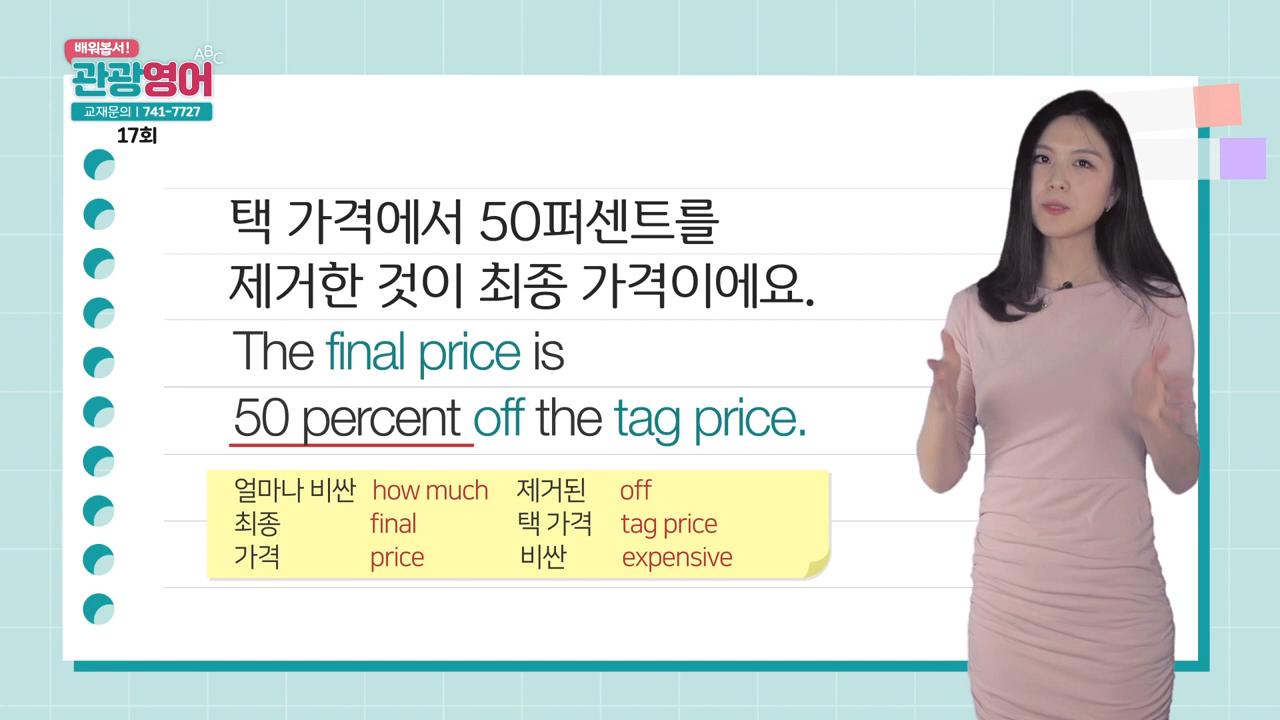 배워봅서!
ABC
관광영어
교재문의 | 741-7727
17회
택 가격에서 50퍼센트를
제거한 것이 최종 가격이에요.
The final price is
50 percent off the tag price.
얼마나 비싼 how much 제거된 off
최종 final 택 가격 tag price
가격 price 비싼 expensive